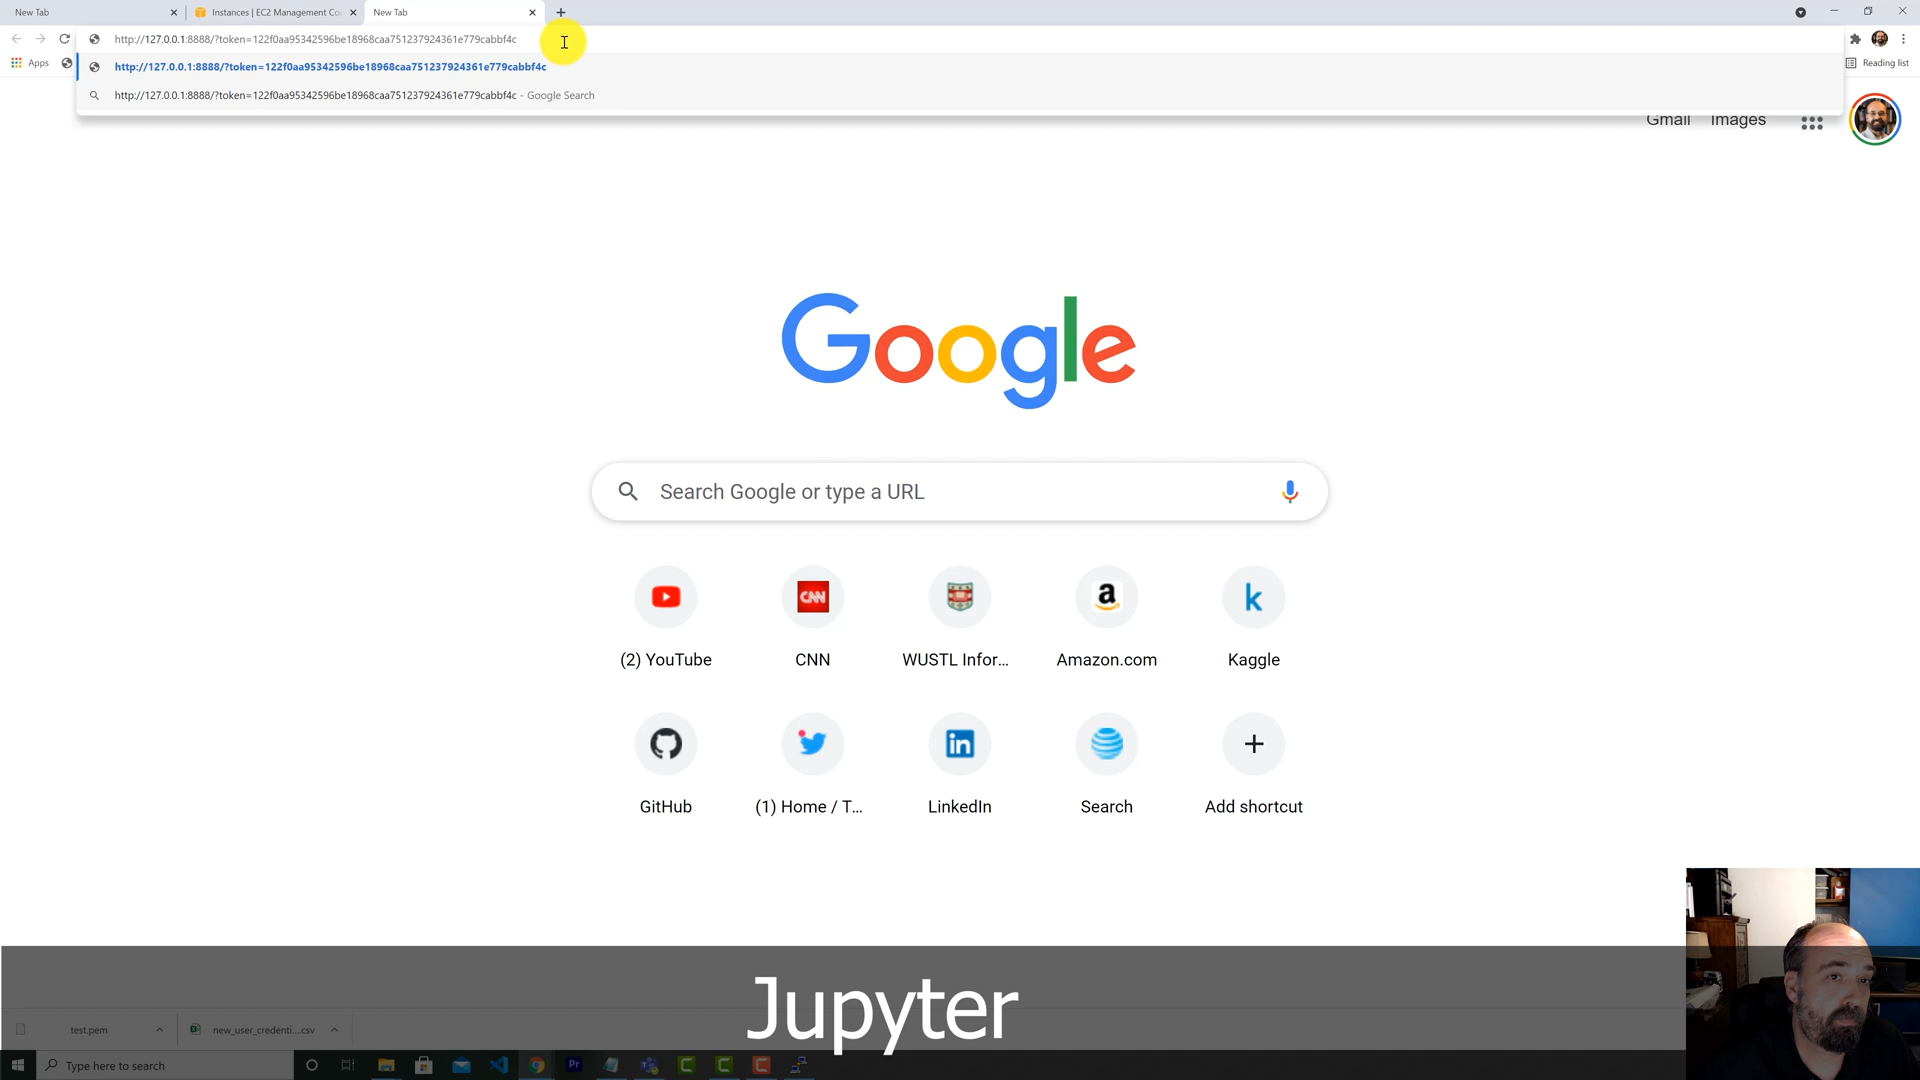 New Tab
Instances | EC2 Management Co
New Tab
http://127.0.0.1:8888/?token=122f0aa95342596be18968caa751237924361e779cabbf4c
Apps
Reading list
http://127.0.0.1:8888/?token=122f0aa95342596be18968caa751237924361e779cabbf4c
http://127.0.0.1:8888/?token=122f0aa95342596be18968caa751237924361e779cabbf4c - Google Search
Gmail
Images
Google
Search Google or type a URL
CNN
a
k
(2) YouTube
CNN
WUSTL Infor...
Amazon.com
Kaggle
in
GitHub
(1) Home / T...
LinkedIn
Search
Add shortcut
Jupyter
test.pem
new_user_credenti....csv
Type here to search
Pr